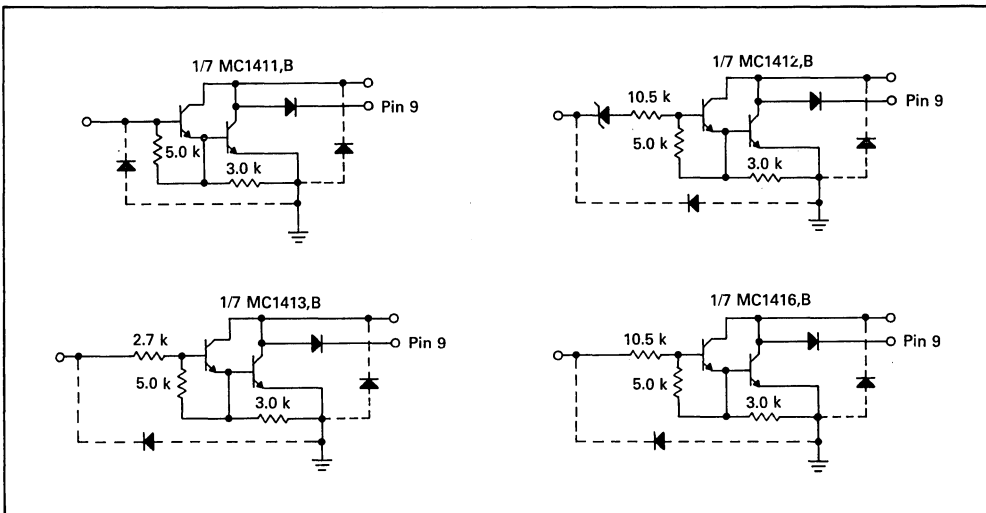 1/7 MC1411,B
Pin 9
5.0 k
3.0 k
1/7 MC1412,B
10.5 k
Pin 9
5.0 k
3.0 k
1/7 MC1413,B
2.7 k
Pin 9
5.0 k
3.0 k
1/7 MC1416,B
10.5 k
Pin 9
5.0 k
3.0 k